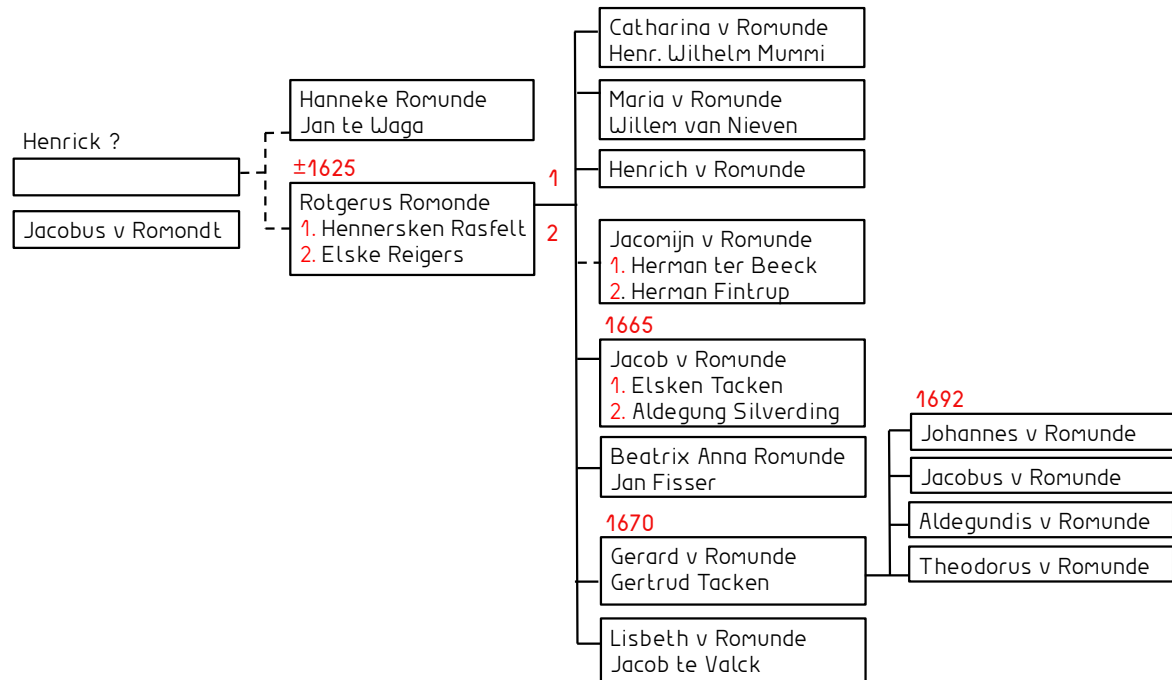 Henrick ?
Jacobus v Romondt
Hanneke Romunde
Jan te Waga
±1625
Rotgerus Romonde
1. Hennersken Rasfelt
2. Elske Reigers
1
2
Catharina v Romunde
Henr. Wilhelm Mummi
Maria v Romunde
Willem van Nieven
Henrich v Romunde
Jacomijn v Romunde
1. Herman ter Beeck
2. Herman Fintrup
1665
Jacob v Romunde
1. Elsken Tacken
2. Aldegung Silverding
Beatrix Anna Romunde
Jan Fisser
1670
Gerard v Romunde
Gertrud Tacken
Lisbeth v Romunde
Jacob te Valck
1692
Johannes v Romunde
Jacobus v Romunde
Aldegundis v Romunde
Theodorus v Romunde